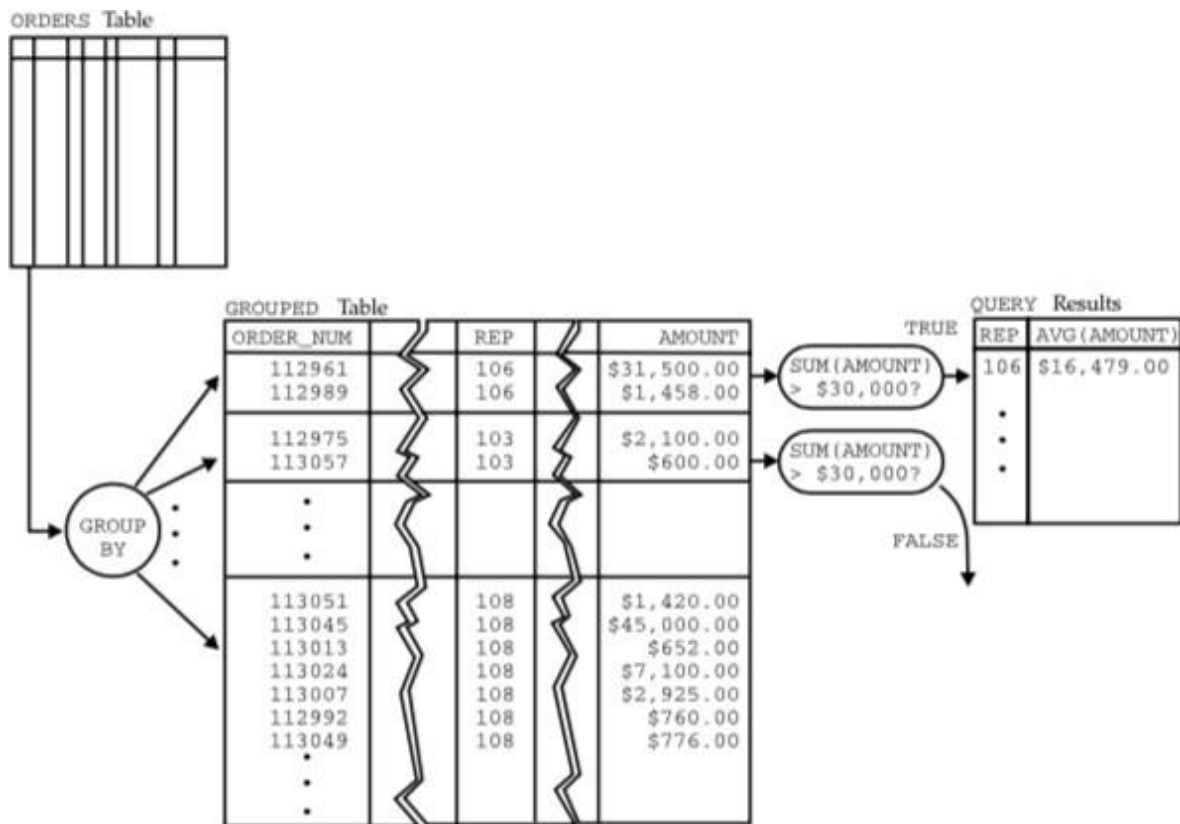 ORDERS Table
GROUPED Table
ORDER_NUM REP AMOUNT
112961 106 $31,500.00
112989 106 $1,458.00
112975 103 $2,100.00
113057 103 $600.00
113051 108 $1,420.00
113045 108 $45,000.00
113013 108 $652.00
113024 108 $7,100.00
113007 108 $2,925.00
112992 108 $760.00
113049 108 $776.00
GROUP
BY
SUM(AMOUNT)
> $30,000?
TRUE
SUM(AMOUNT)
> $30,000?
FALSE
QUERY Results
REP AVG(AMOUNT)
106 $16,479.00